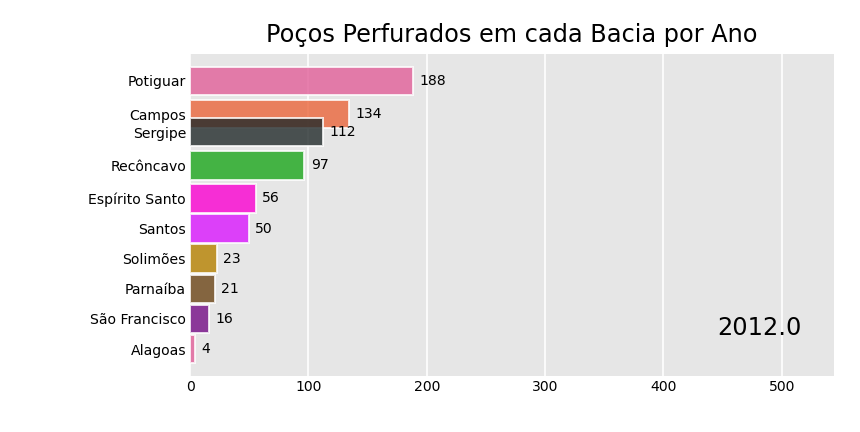 Poços Perfurados em cada Bacia por Ano
Potiguar 188
Campos 134
Sergipe 112
Recôncavo 97
Espírito Santo 56
Santos 50
Solimões 23
Parnaíba 21
São Francisco 16
2012.0
Alagoas 4
0 100 200 300 400 500